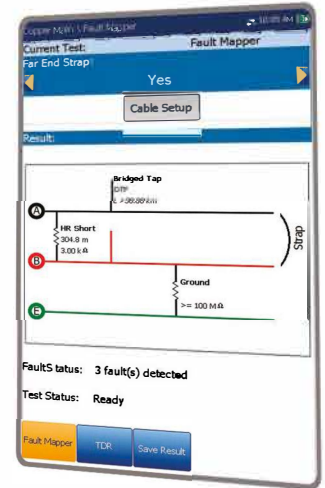 Copper Main \ Fault Mapper
Current Test: Fault Mapper
Far End Strap
Yes
Cable Setup
Result:
Bridged Tap
A
HR Short
304.8 m
3.00 kΩ
B
Strap
Ground
>= 100 MΩ
E
FaultStatus: 3 fault(s) detected
Test Status: Ready
Fault Mapper
TDR
Save Result